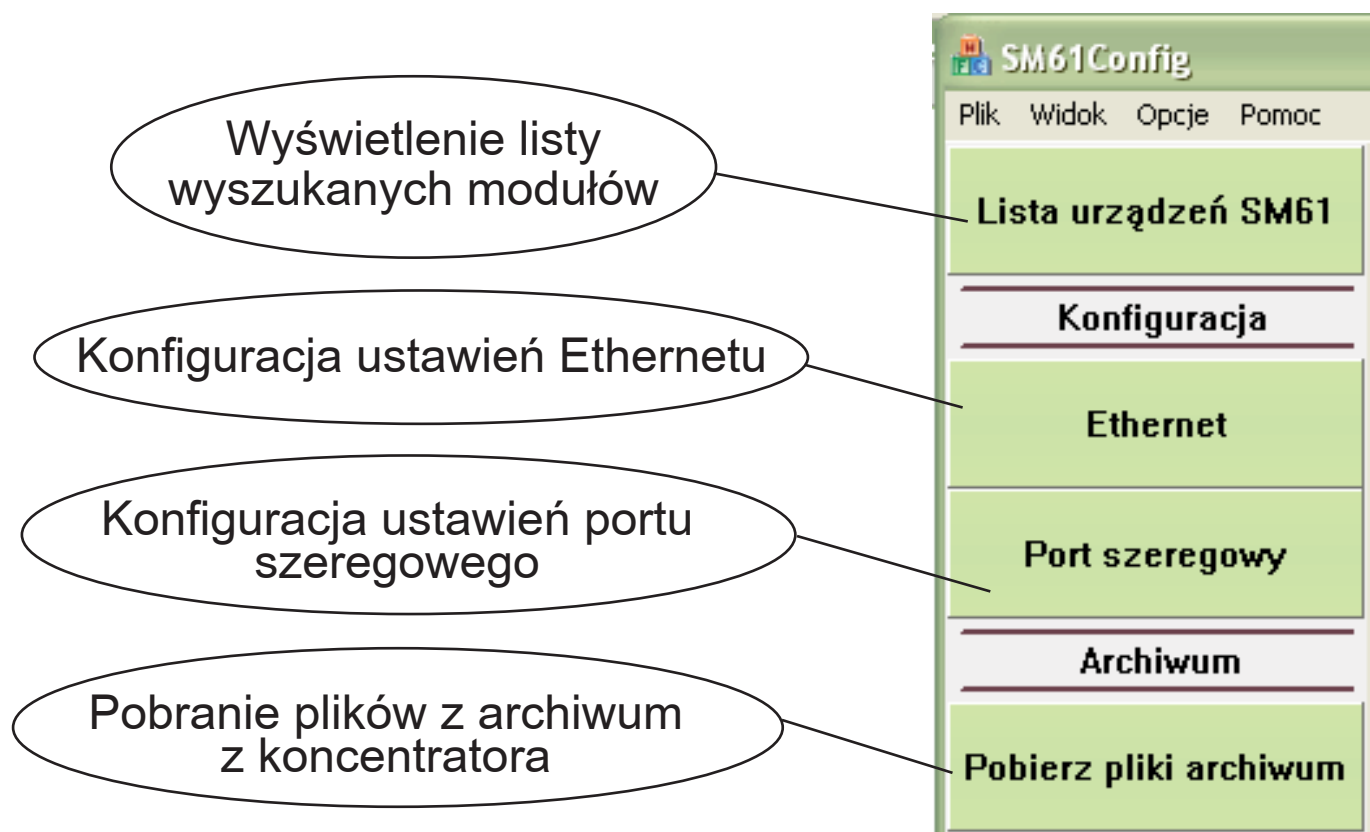 Wyświetlenie listy
wyszukanych modułów
Konfiguracja ustawień Ethernetu
Konfiguracja ustawień portu
szeregowego
Pobranie plików z archiwum
z koncentratora
SM61Config
Plik Widok Opcje Pomoc
Lista urządzeń SM61
Konfiguracja
Ethernet
Port szeregowy
Archiwum
Pobierz pliki archiwum